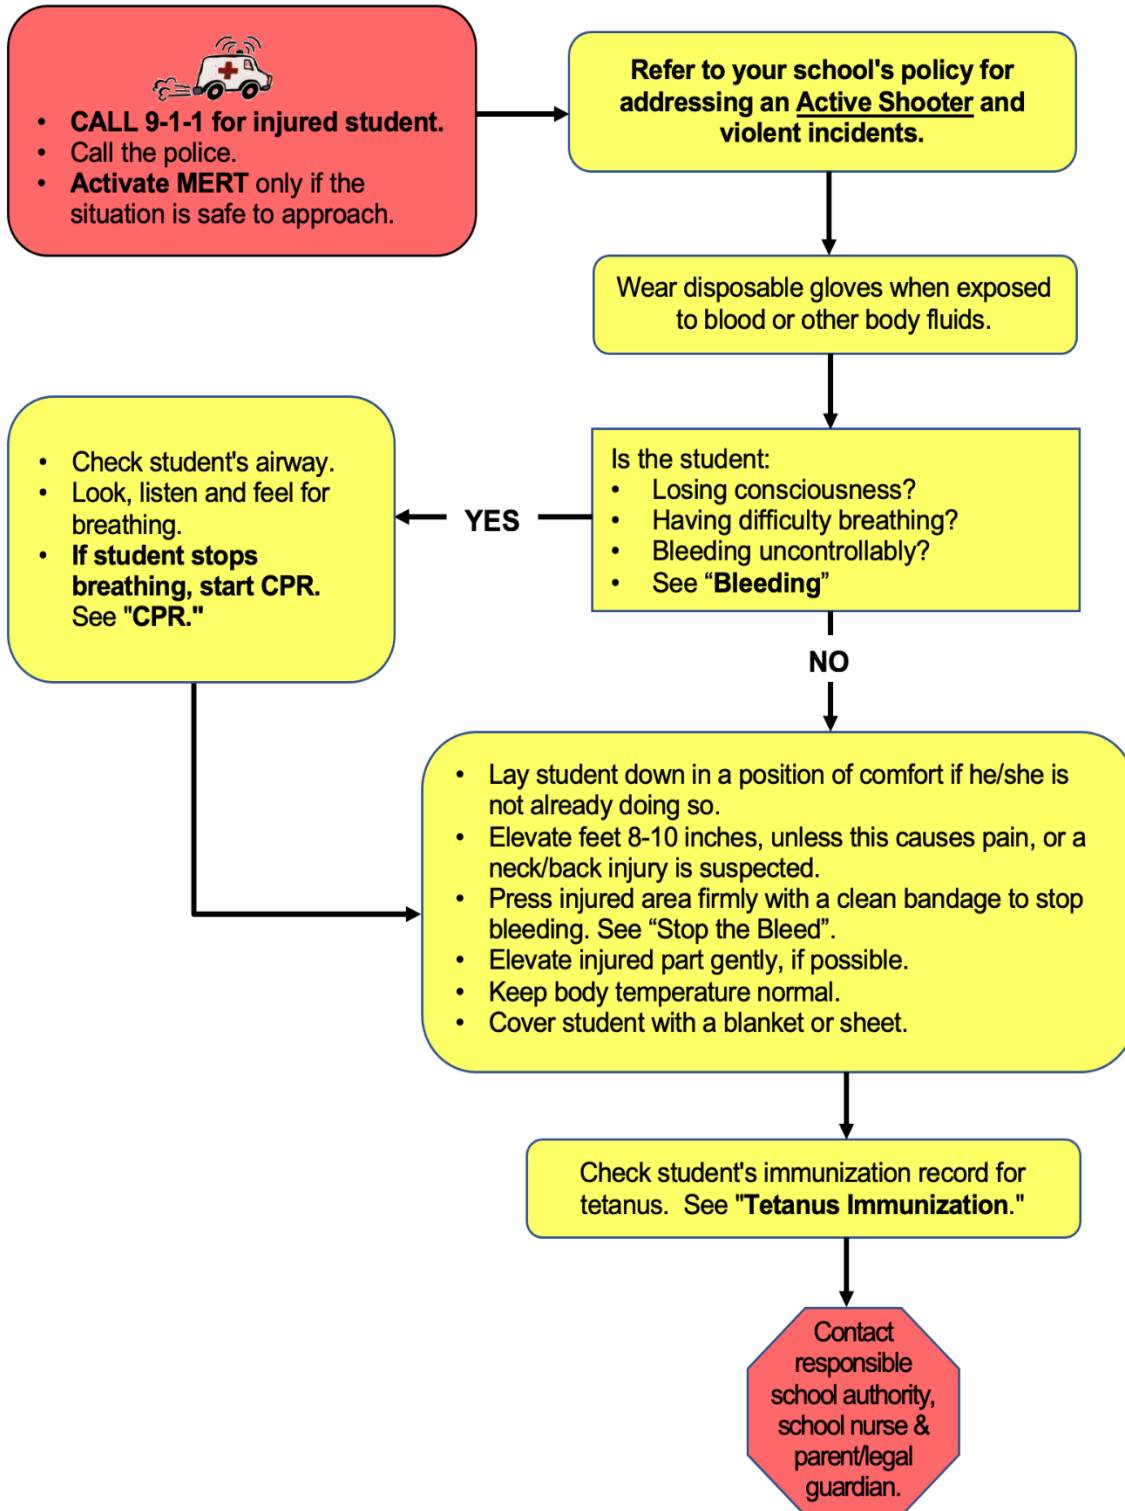 • CALL 9-1-1 for injured student.
• Call the police.
• Activate MERT only if the
situation is safe to approach.
Refer to your school's policy for
addressing an Active Shooter and
violent incidents.
Wear disposable gloves when exposed
to blood or other body fluids.
Is the student:
• Losing consciousness?
• Having difficulty breathing?
• Bleeding uncontrollably?
• See “Bleeding”
YES
• Check student's airway.
• Look, listen and feel for
breathing.
• If student stops
breathing, start CPR.
See "CPR."
NO
• Lay student down in a position of comfort if he/she is
not already doing so.
• Elevate feet 8-10 inches, unless this causes pain, or a
neck/back injury is suspected.
• Press injured area firmly with a clean bandage to stop
bleeding. See “Stop the Bleed”.
• Elevate injured part gently, if possible.
• Keep body temperature normal.
• Cover student with a blanket or sheet.
Check student's immunization record for
tetanus. See "Tetanus Immunization."
Contact
responsible
school authority,
school nurse &
parent/legal
guardian.